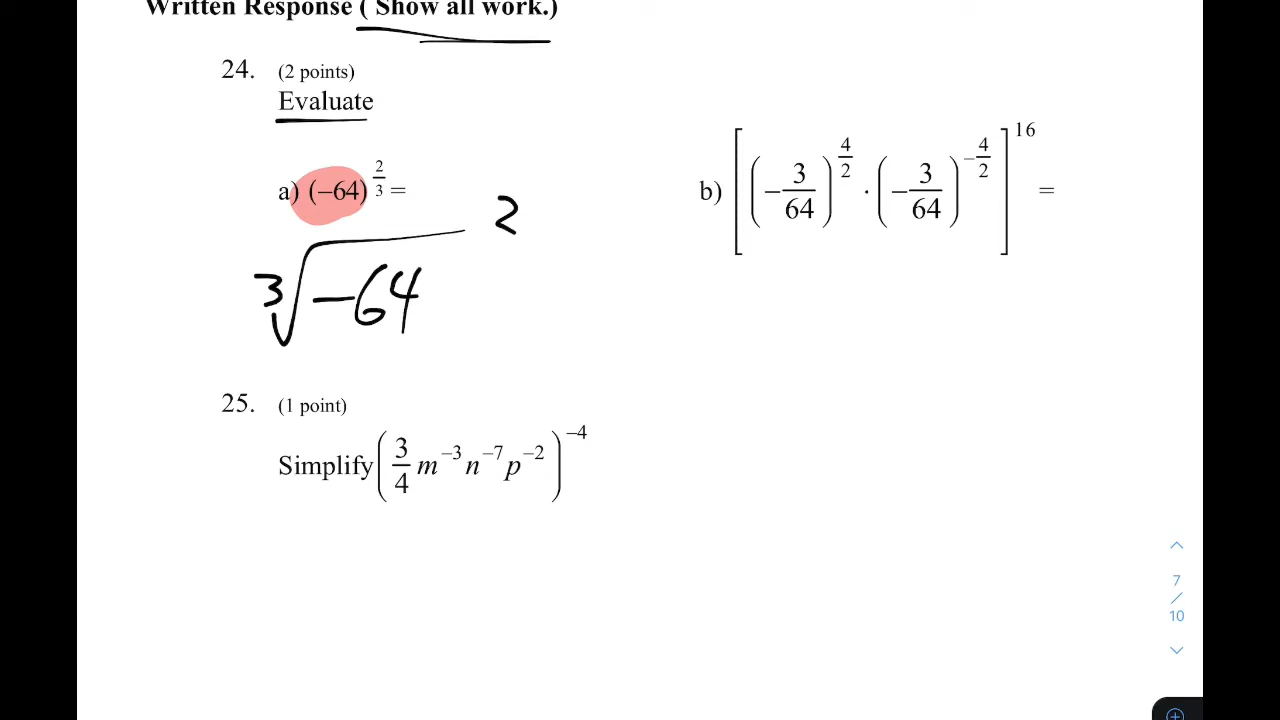 Written Response ( Show all work.)
24. (2 points)
Evaluate
a) (−64)^(2/3) =
b) [(−3/64)^(4/2) · (−3/64)^(−4/2)]^16 =
∛−64 2
25. (1 point)
Simplify (3/4 m^−3 n^−7 p^−2)^−4
7
/
10